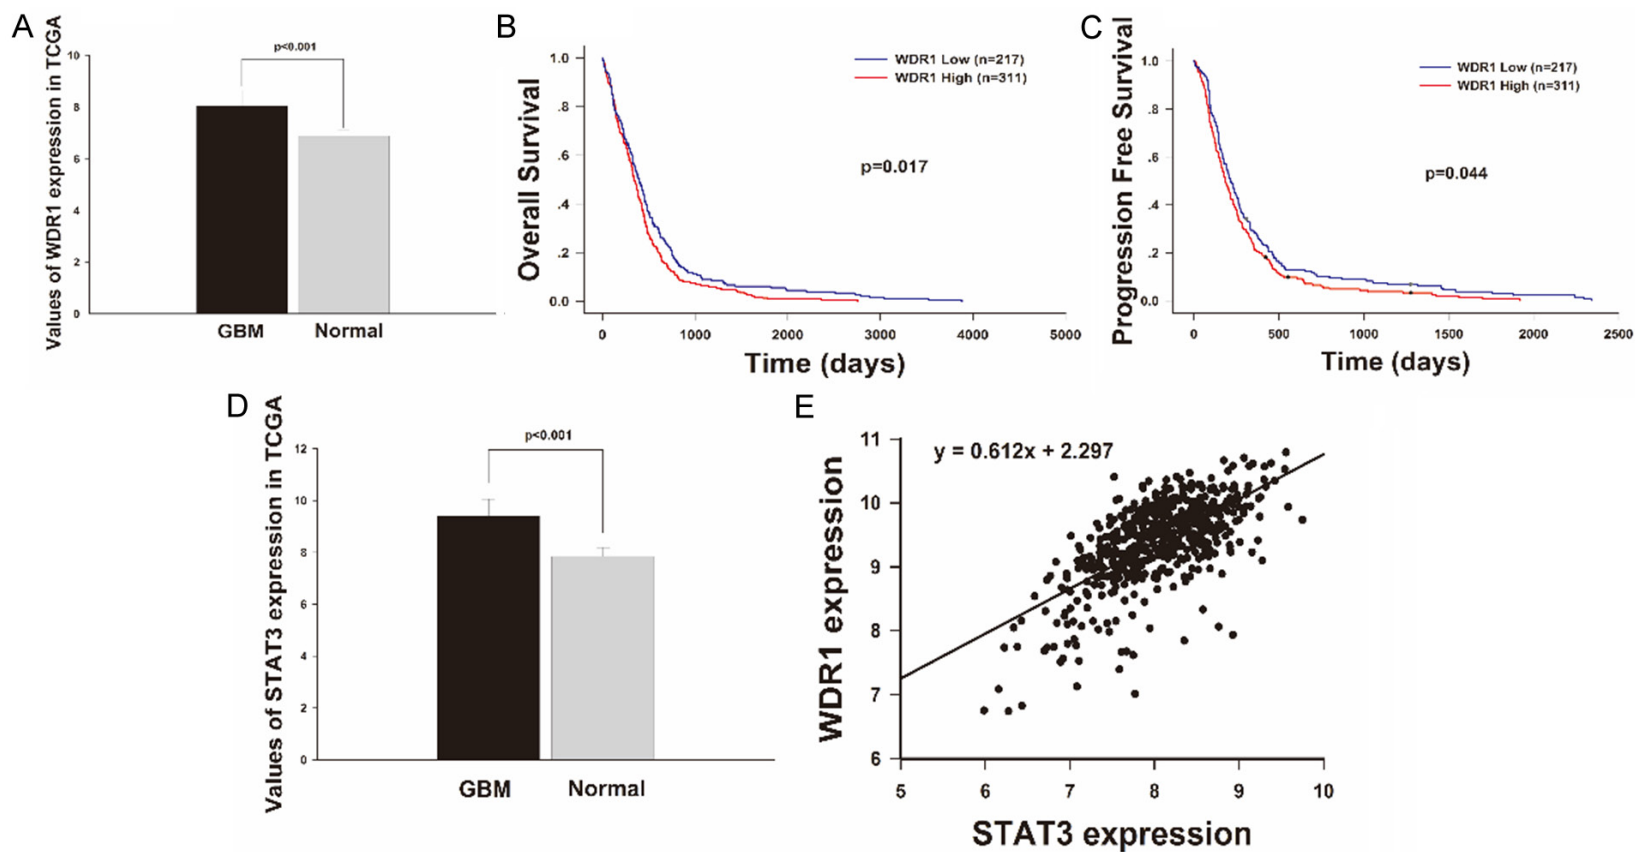 A
Values of WDR1 expression in TCGA
p<0.001
10
8
6
4
2
0
GBM
Normal
B
Overall Survival
1.0
.8
.6
.4
.2
0.0
WDR1 Low (n=217)
WDR1 High (n=311)
p=0.017
0
1000
2000
3000
4000
5000
Time (days)
C
Progression Free Survival
1.0
.8
.6
.4
.2
0.0
WDR1 Low (n=217)
WDR1 High (n=311)
p=0.044
0
500
1000
1500
2000
2500
Time (days)
D
Values of STAT3 expression in TCGA
p<0.001
12
10
8
6
4
2
0
GBM
Normal
E
WDR1 expression
y = 0.612x + 2.297
11
10
9
8
7
6
5
6
7
8
9
10
STAT3 expression